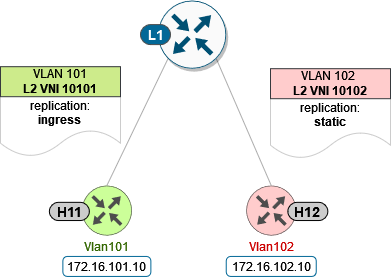 L1
VLAN 101
L2 VNI 10101
replication:
ingress
VLAN 102
L2 VNI 10102
replication:
static
H11
H12
Vlan101
172.16.101.10
Vlan102
172.16.102.10